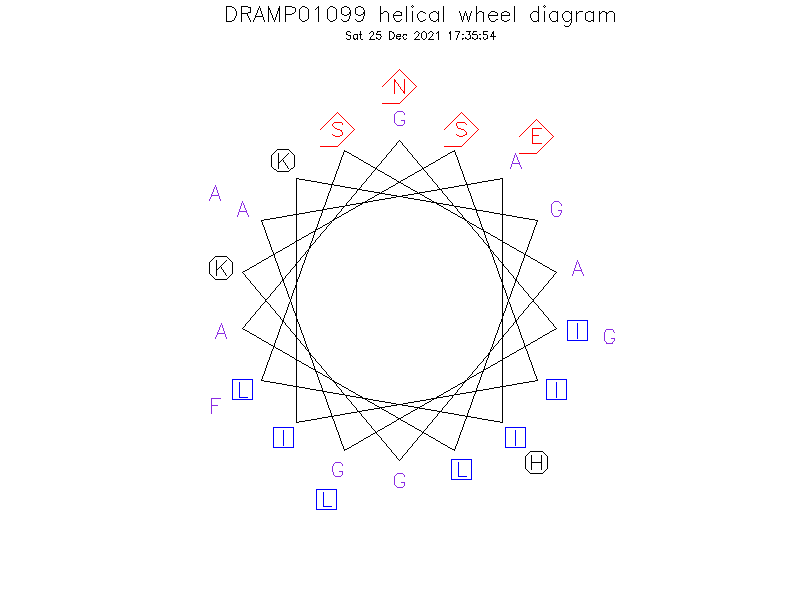 DRAMP01099 helical wheel diagram
Sat 25 Dec 2021 17:35:54
N
G
S S E
K A
A A G
K A
A I G
L I
F
I I
H
G L
G
L